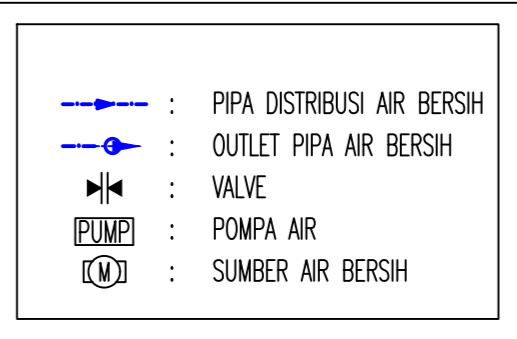 : PIPA DISTRIBUSI AIR BERSIH
: OUTLET PIPA AIR BERSIH
: VALVE
PUMP : POMPA AIR
M : SUMBER AIR BERSIH